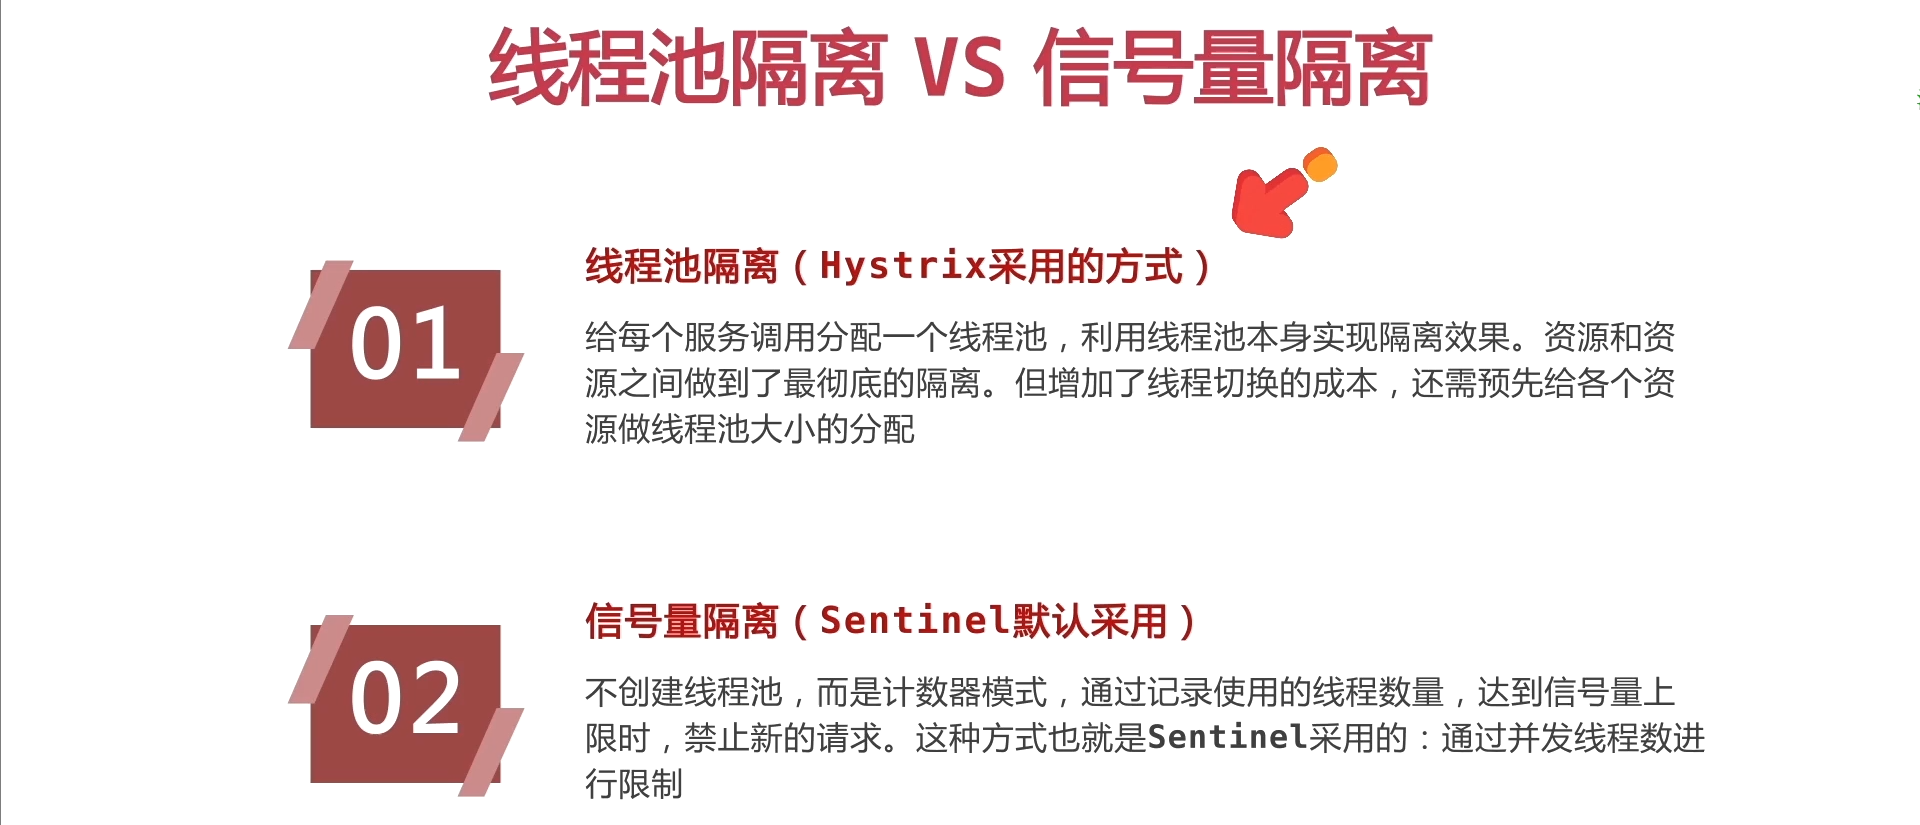 线程池隔离 VS 信号量隔离
01
线程池隔离（Hystrix采用的方式）
给每个服务调用分配一个线程池，利用线程池本身实现隔离效果。资源和资
源之间做到了最彻底的隔离。但增加了线程切换的成本，还需预先给各个资
源做线程池大小的分配
02
信号量隔离（Sentinel默认采用）
不创建线程池，而是计数器模式，通过记录使用的线程数量，达到信号量上
限时，禁止新的请求。这种方式也就是Sentinel采用的：通过并发线程数进
行限制